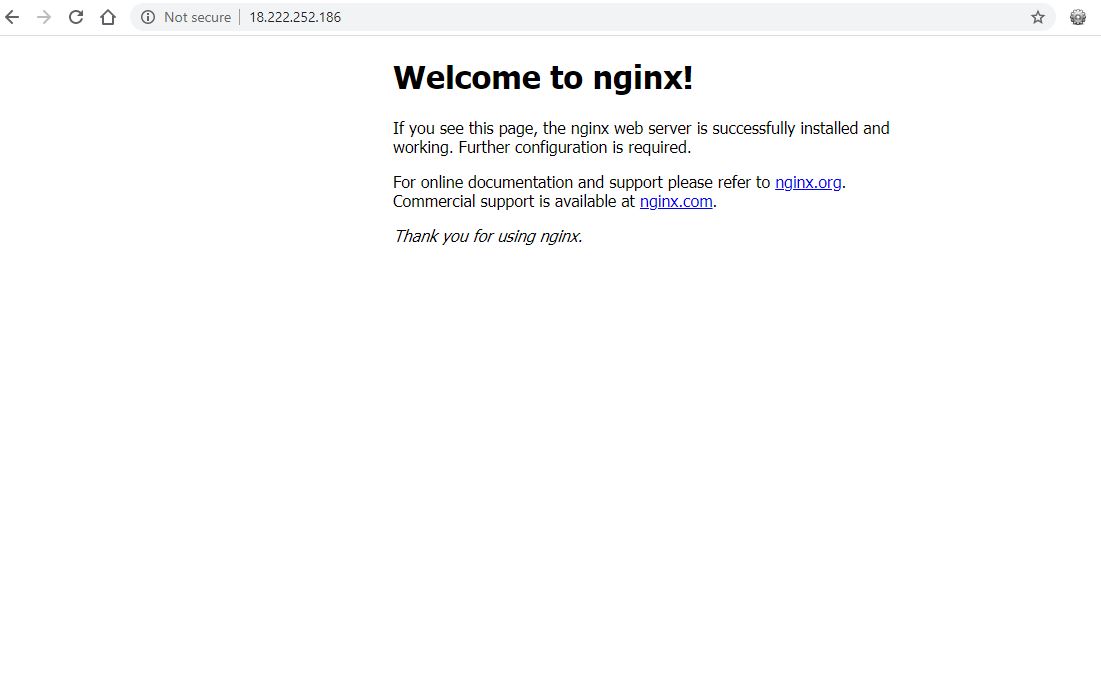 Not secure | 18.222.252.186
Welcome to nginx!
If you see this page, the nginx web server is successfully installed and
working. Further configuration is required.
For online documentation and support please refer to nginx.org.
Commercial support is available at nginx.com.
Thank you for using nginx.